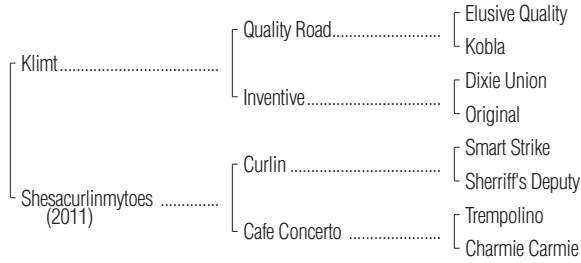 Elusive Quality
Quality Road
Kobla
Klimt
Dixie Union
Inventive
Original
Smart Strike
Curlin
Sherriff's Deputy
Shesacurlinmytoes
(2011)
Trempolino
Cafe Concerto
Charmie Carmie